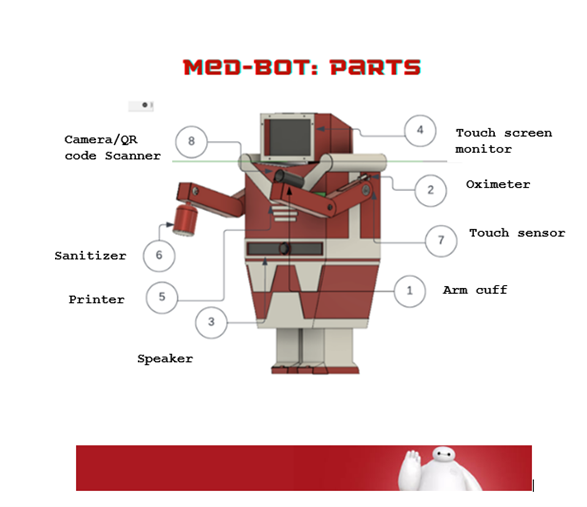 MED-BOT: PARTS
8
4
Camera/QR
code Scanner
Touch screen
monitor
2
Oximeter
7
Touch sensor
Sanitizer
6
Printer
5
1
Arm cuff
3
Speaker